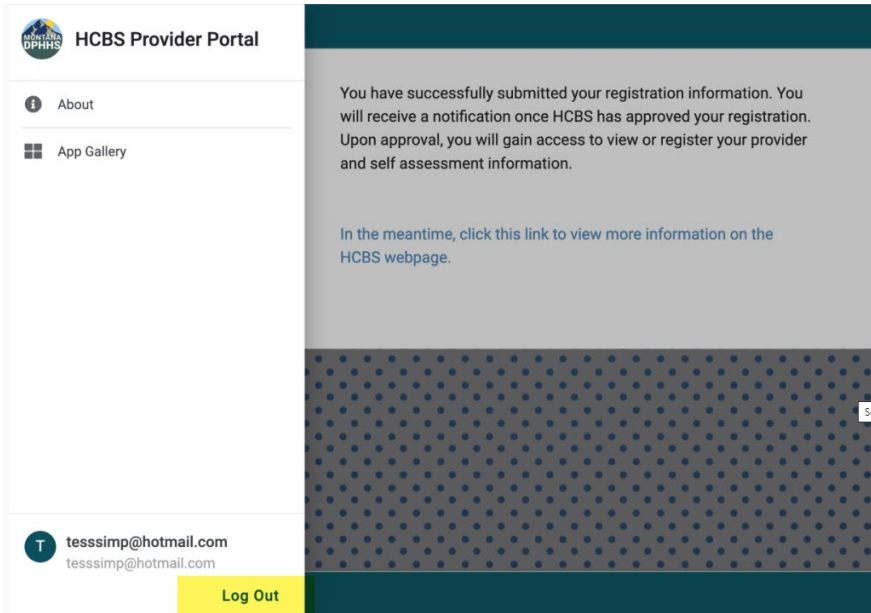 MONTANA
DPHHS
HCBS Provider Portal
About
App Gallery
You have successfully submitted your registration information. You
will receive a notification once HCBS has approved your registration.
Upon approval, you will gain access to view or register your provider
and self assessment information.
In the meantime, click this link to view more information on the
HCBS webpage.
T
tesssimp@hotmail.com
tesssimp@hotmail.com
Log Out